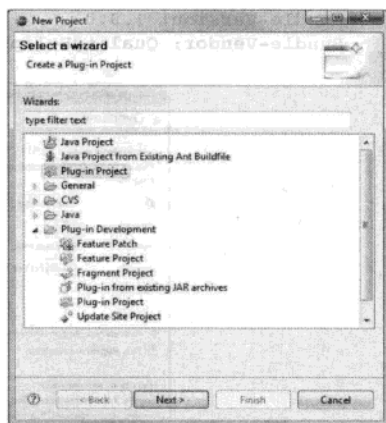 New Project
Select a wizard
Create a Plug-in Project
Wizards:
type filter text
Java Project
Java Project from Existing Ant Buildfile
Plug-in Project
General
CVS
Java
Plug-in Development
Feature Patch
Feature Project
Fragment Project
Plug-in from existing JAR archives
Plug-in Project
Update Site Project
< Back
Next >
Finish
Cancel